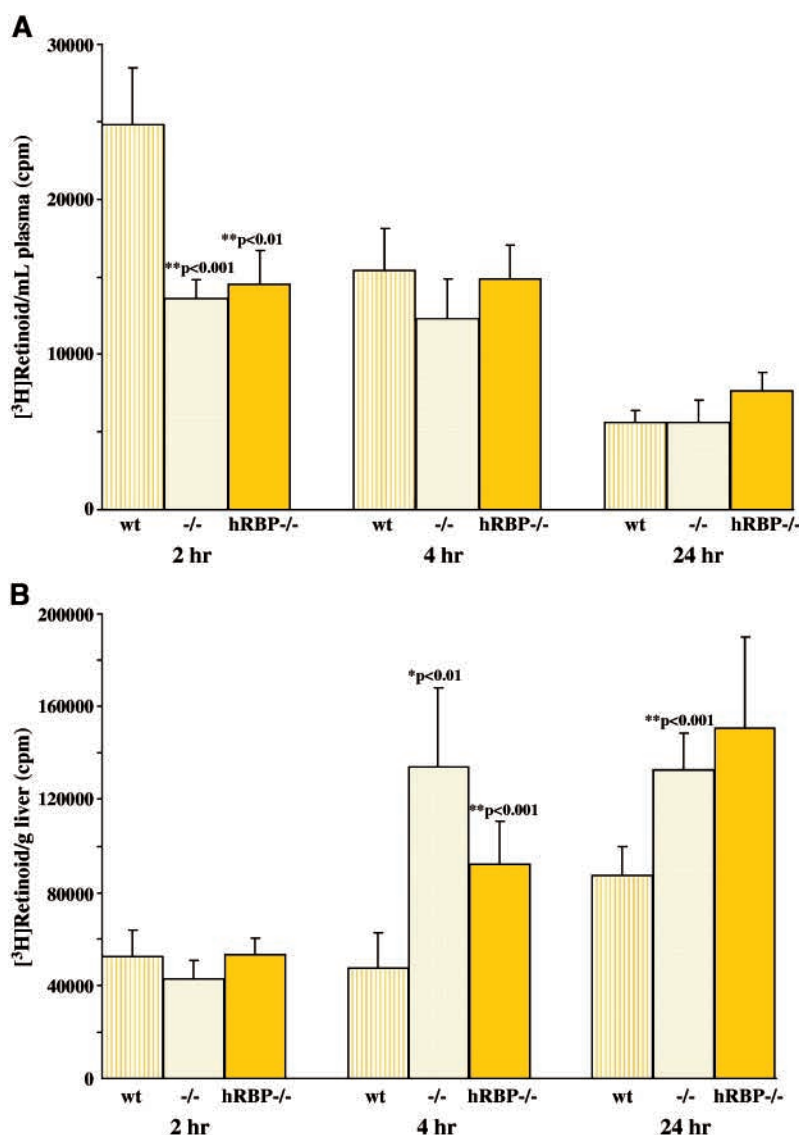 A
[³H]Retinoid/mL plasma (cpm)
30000
20000
10000
0
**p<0.001
**p<0.01
wt -/- hRBP-/- wt -/- hRBP-/- wt -/- hRBP-/-
2 hr 4 hr 24 hr
B
[³H]Retinoid/g liver (cpm)
200000
160000
120000
80000
40000
0
*p<0.01
**p<0.001
**p<0.001
wt -/- hRBP-/- wt -/- hRBP-/- wt -/- hRBP-/-
2 hr 4 hr 24 hr